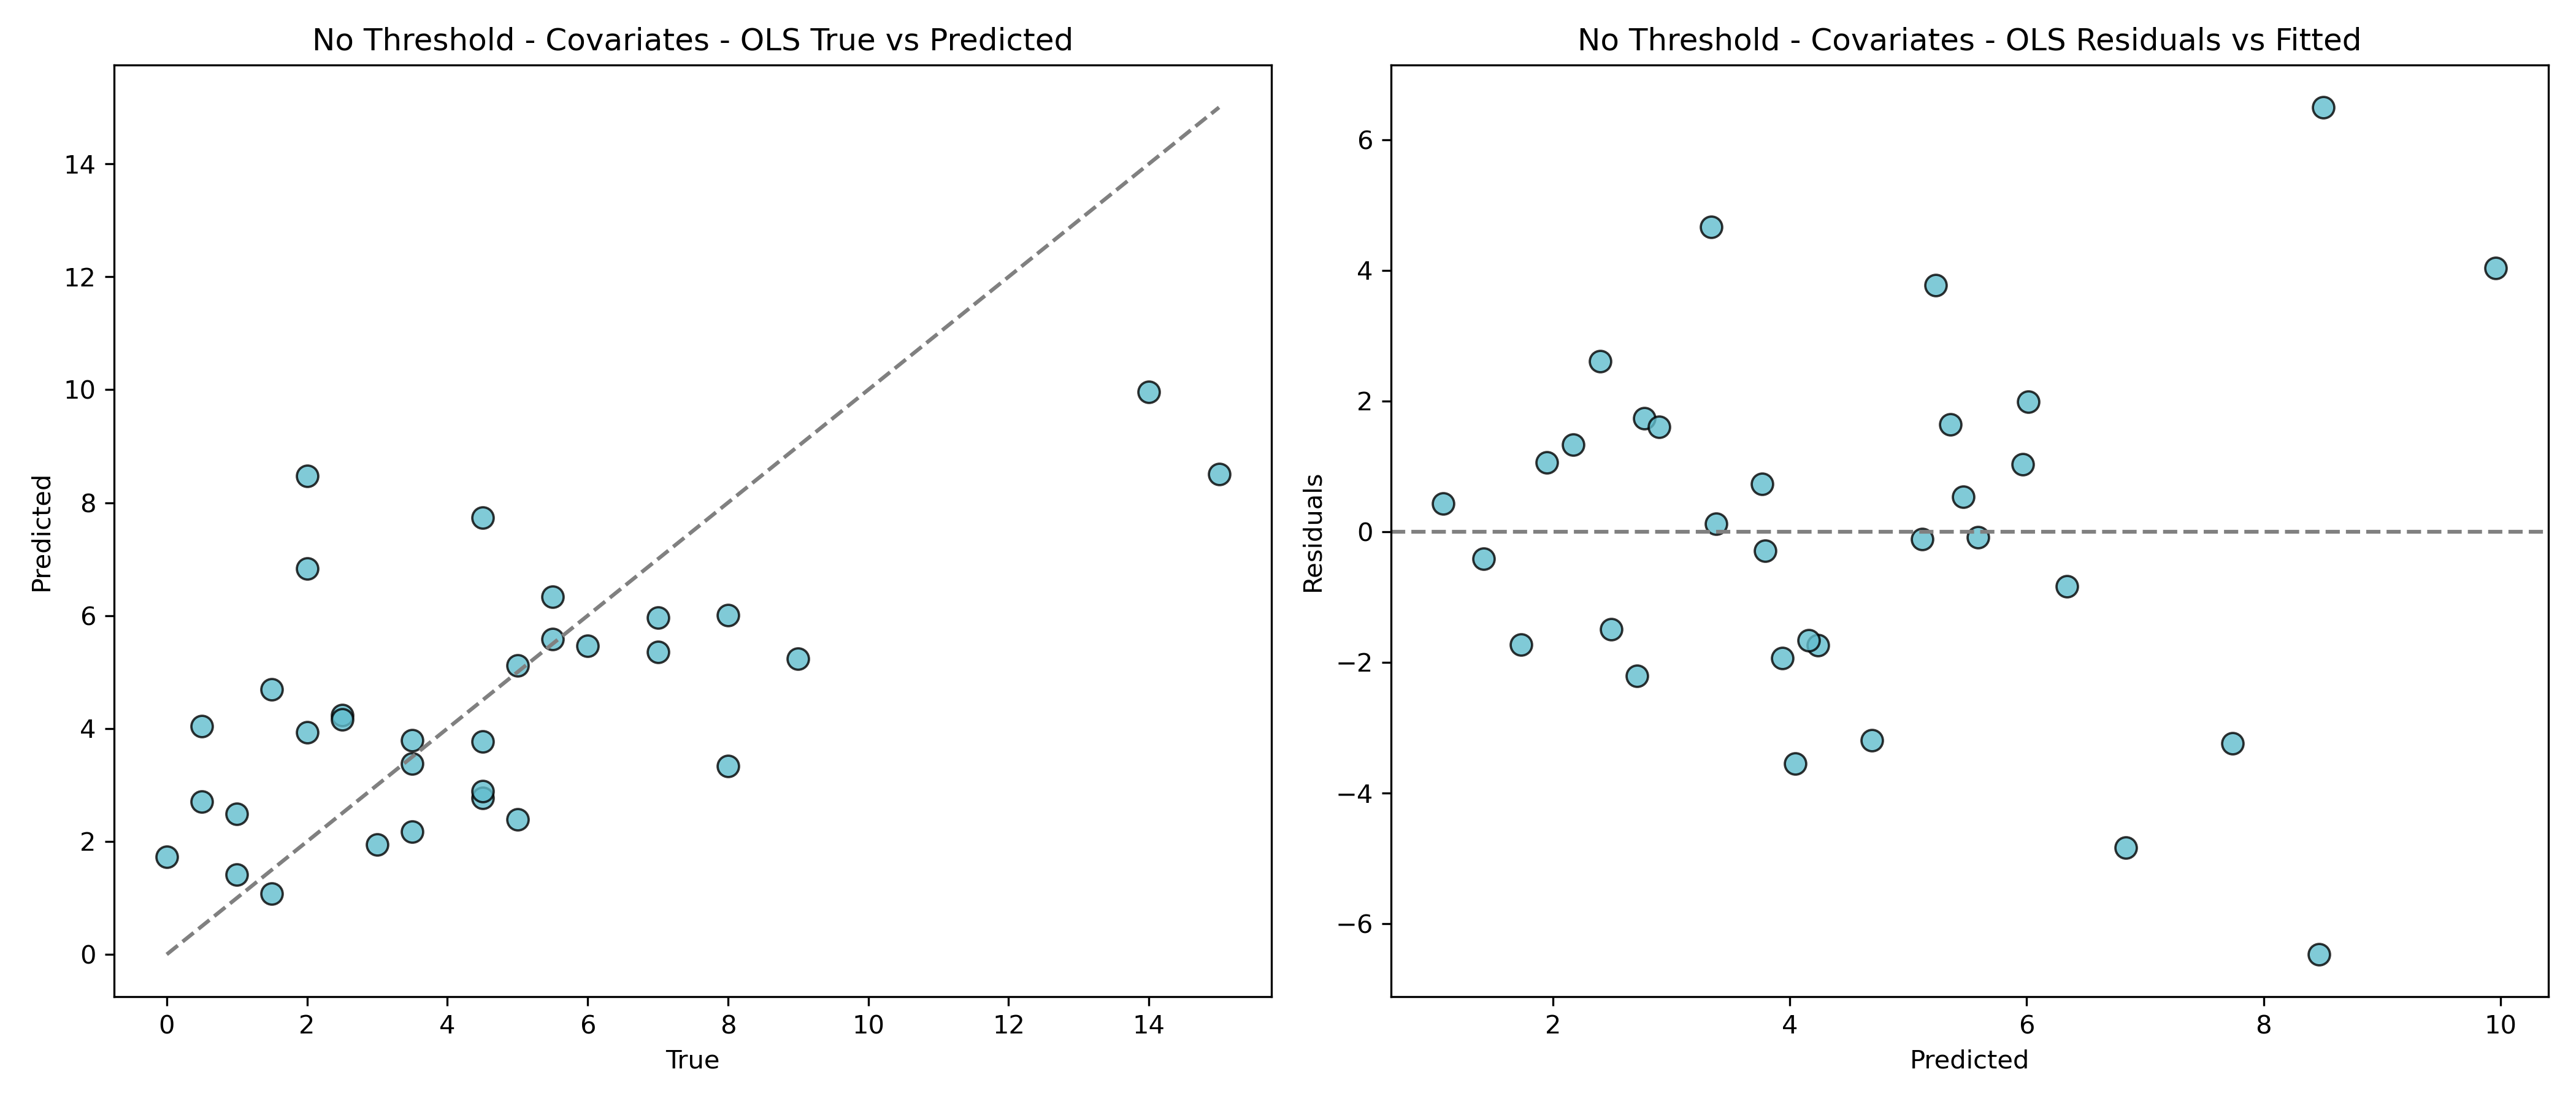 No Threshold - Covariates - OLS True vs Predicted
14
12
10
8
6
4
2
0
Predicted
0 2 4 6 8 10 12 14
True
No Threshold - Covariates - OLS Residuals vs Fitted
6
4
2
0
−2
−4
−6
Residuals
2 4 6 8 10
Predicted